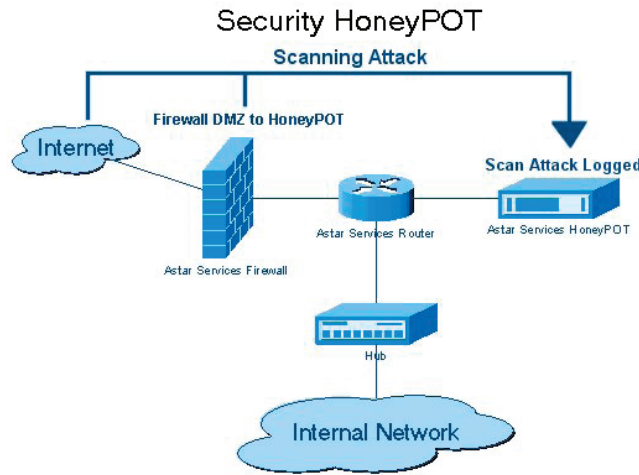 Security HoneyPOT
Scanning Attack
Firewall DMZ to HoneyPOT
Internet
Scan Attack Logged
Astar Services Router
Astar Services HoneyPOT
Astar Services Firewall
Hub
Internal Network